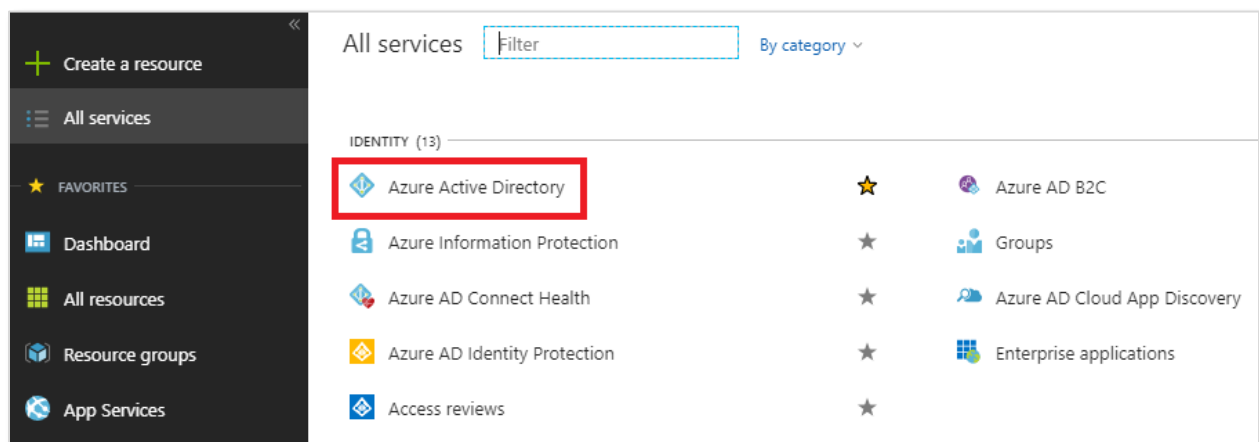 «
Create a resource
All services
FAVORITES
Dashboard
All resources
Resource groups
App Services
All services
Filter
By category
IDENTITY (13)
Azure Active Directory
Azure AD B2C
Azure Information Protection
Groups
Azure AD Connect Health
Azure AD Cloud App Discovery
Azure AD Identity Protection
Enterprise applications
Access reviews